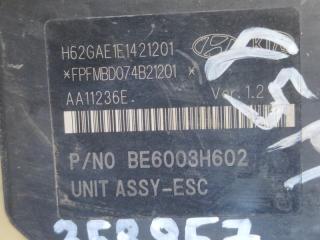 H62GAE1E1421201
*FPFMBD074B21201 *
AA11236E. Ver. 1.2
P/NO BE6003H602
UNIT ASSY-ESC